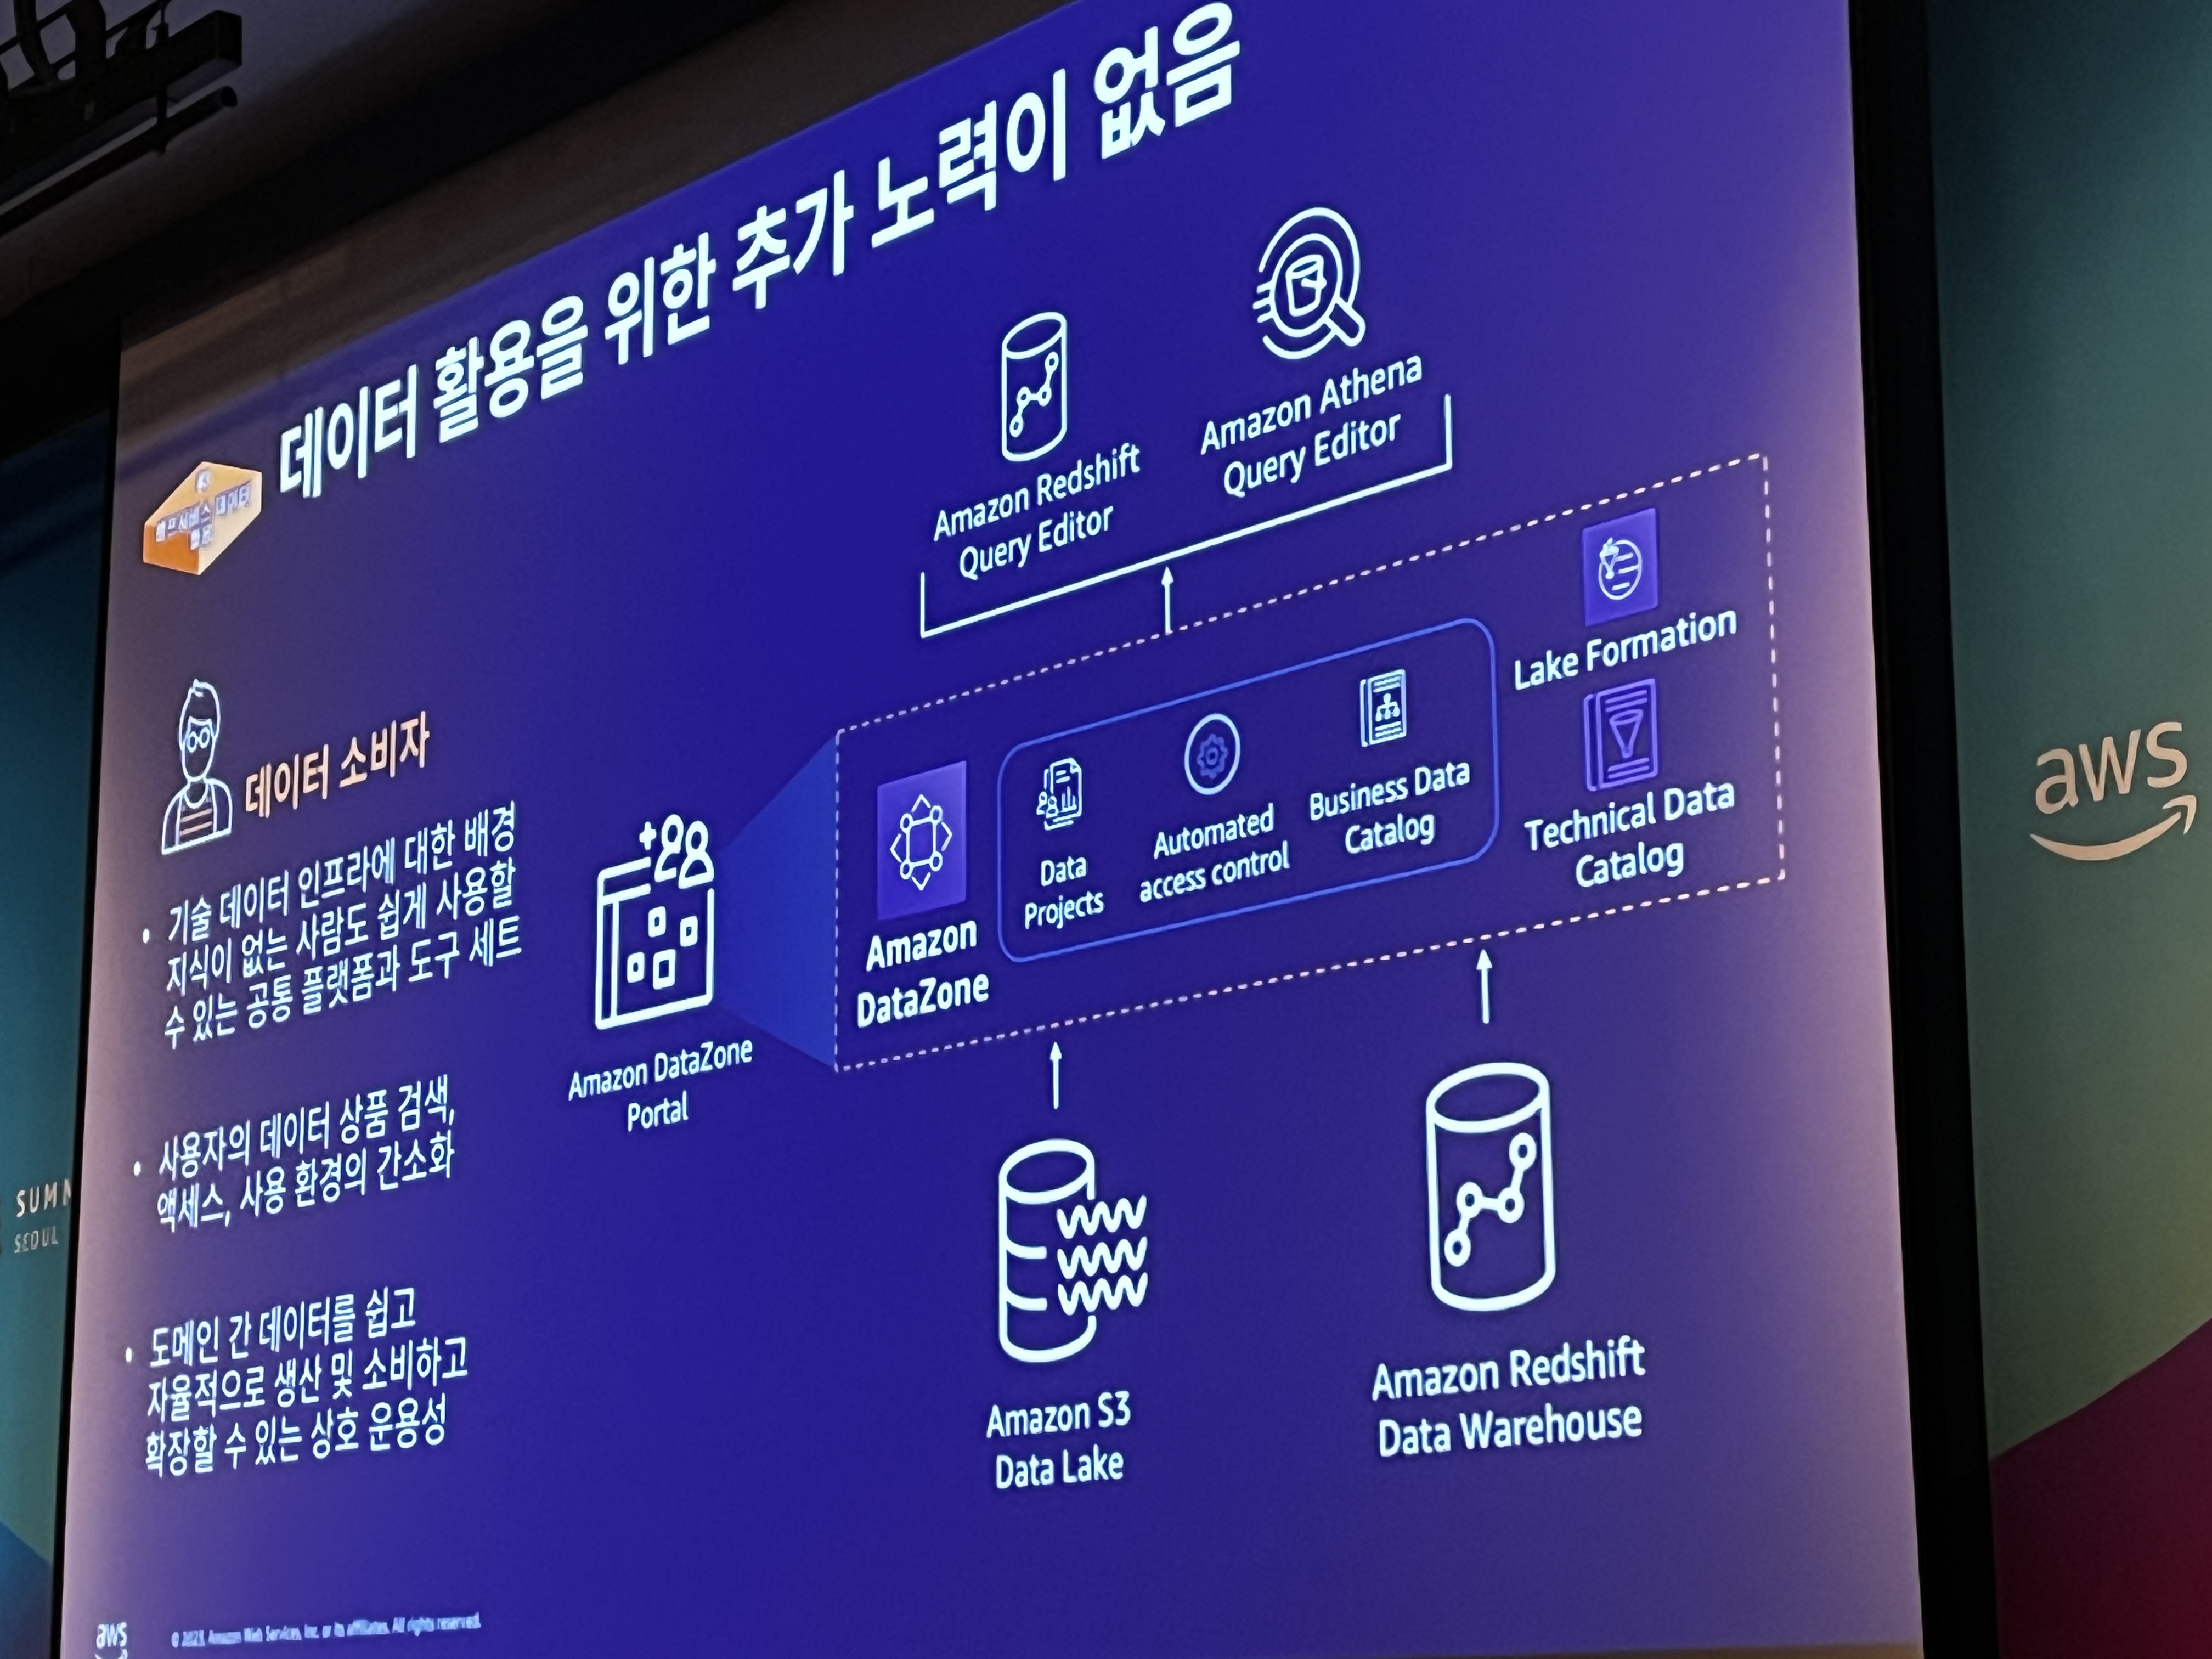 데이터 활용을 위한 추가 노력이 없음
#3
셀프서비스 데이터
데이터 소비자
• 기술 데이터 인프라에 대한 배경
지식이 없는 사람도 쉽게 사용할
수 있는 공통 플랫폼과 도구 세트
• 사용자의 데이터 상품 검색,
액세스, 사용 환경의 간소화
• 도메인 간 데이터를 쉽고
자율적으로 생산 및 소비하고
확장할 수 있는 상호 운용성
Amazon DataZone
Portal
Amazon Redshift
Query Editor
Amazon Athena
Query Editor
Amazon
DataZone
Data
Projects
Automated
access control
Business Data
Catalog
Lake Formation
Technical Data
Catalog
Amazon S3
Data Lake
Amazon Redshift
Data Warehouse
aws
© 2023, Amazon Web Services, Inc. or its affiliates. All rights reserved.
SUMM
SEOUL
aws